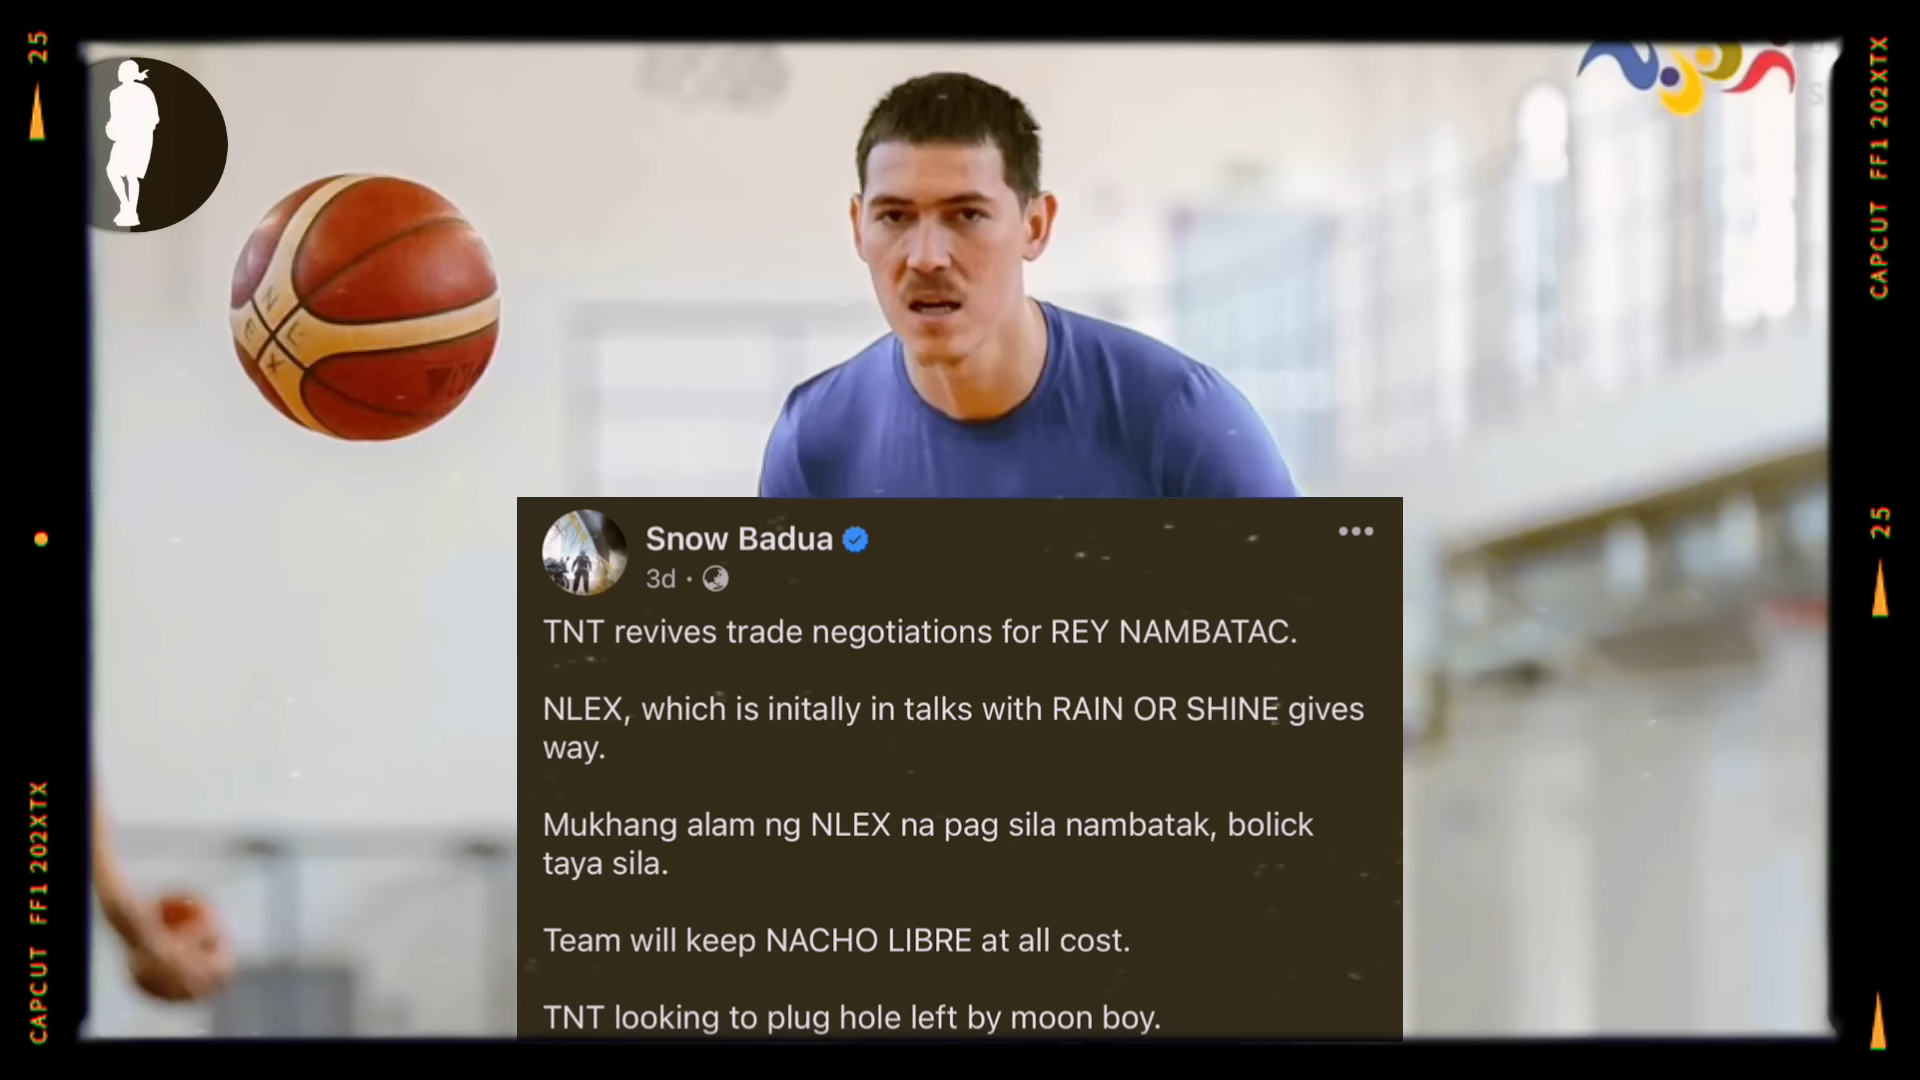 25
CAPCUT FF1 202XTX
N
E
L
X
Snow Badua
3d
TNT revives trade negotiations for REY NAMBATAC.
NLEX, which is initally in talks with RAIN OR SHINE gives
way.
Mukhang alam ng NLEX na pag sila nambatak, bolick
taya sila.
Team will keep NACHO LIBRE at all cost.
TNT looking to plug hole left by moon boy.
CAPCUT FF1 202XTX
25